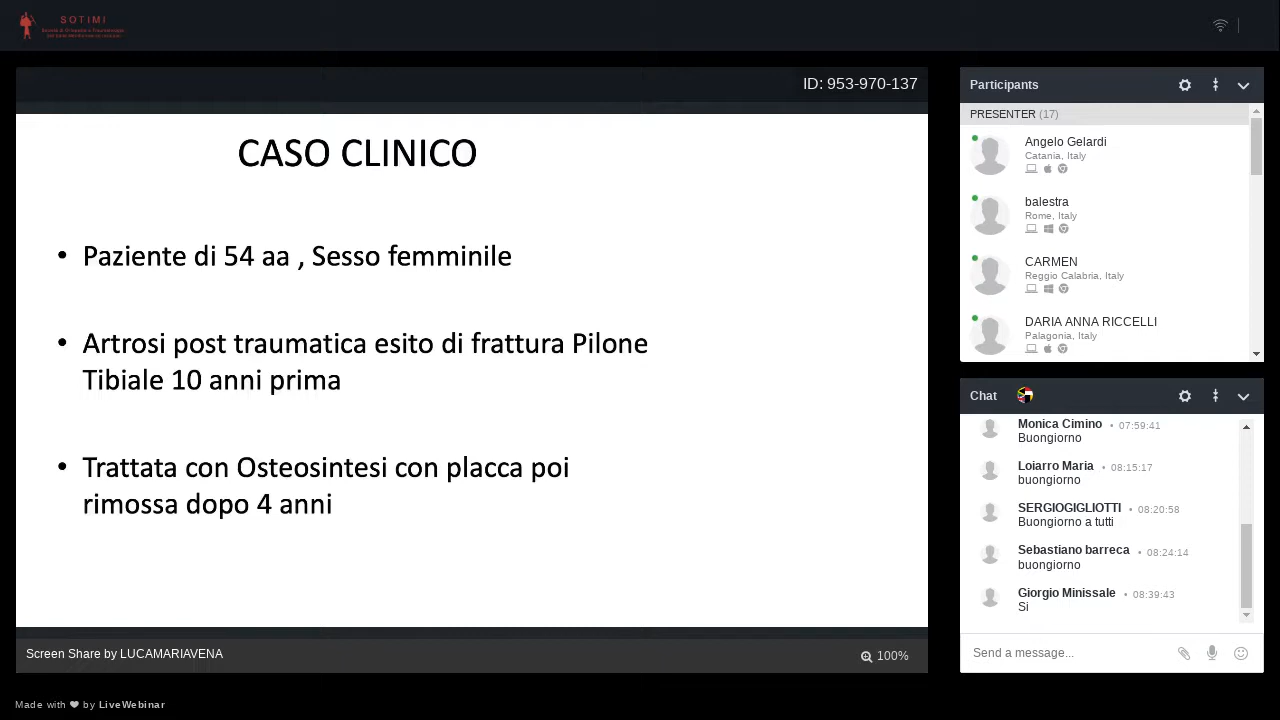 SOTIMI
ID: 953-970-137
CASO CLINICO
• Paziente di 54 aa , Sesso femminile
• Artrosi post traumatica esito di frattura Pilone
Tibiale 10 anni prima
• Trattata con Osteosintesi con placca poi
rimossa dopo 4 anni
Screen Share by LUCAMARIAVENA
100%
Participants
PRESENTER (17)
Angelo Gelardi
Catania, Italy
balestra
Rome, Italy
CARMEN
Reggio Calabria, Italy
DARIA ANNA RICCELLI
Palagonia, Italy
Chat
Monica Cimino • 07:59:41
Buongiorno
Loiarro Maria • 08:15:17
buongiorno
SERGIOGIGLIOTTI • 08:20:58
Buongiorno a tutti
Sebastiano barreca • 08:24:14
buongiorno
Giorgio Minissale • 08:39:43
Si
Send a message...
Made with ❤ by LiveWebinar